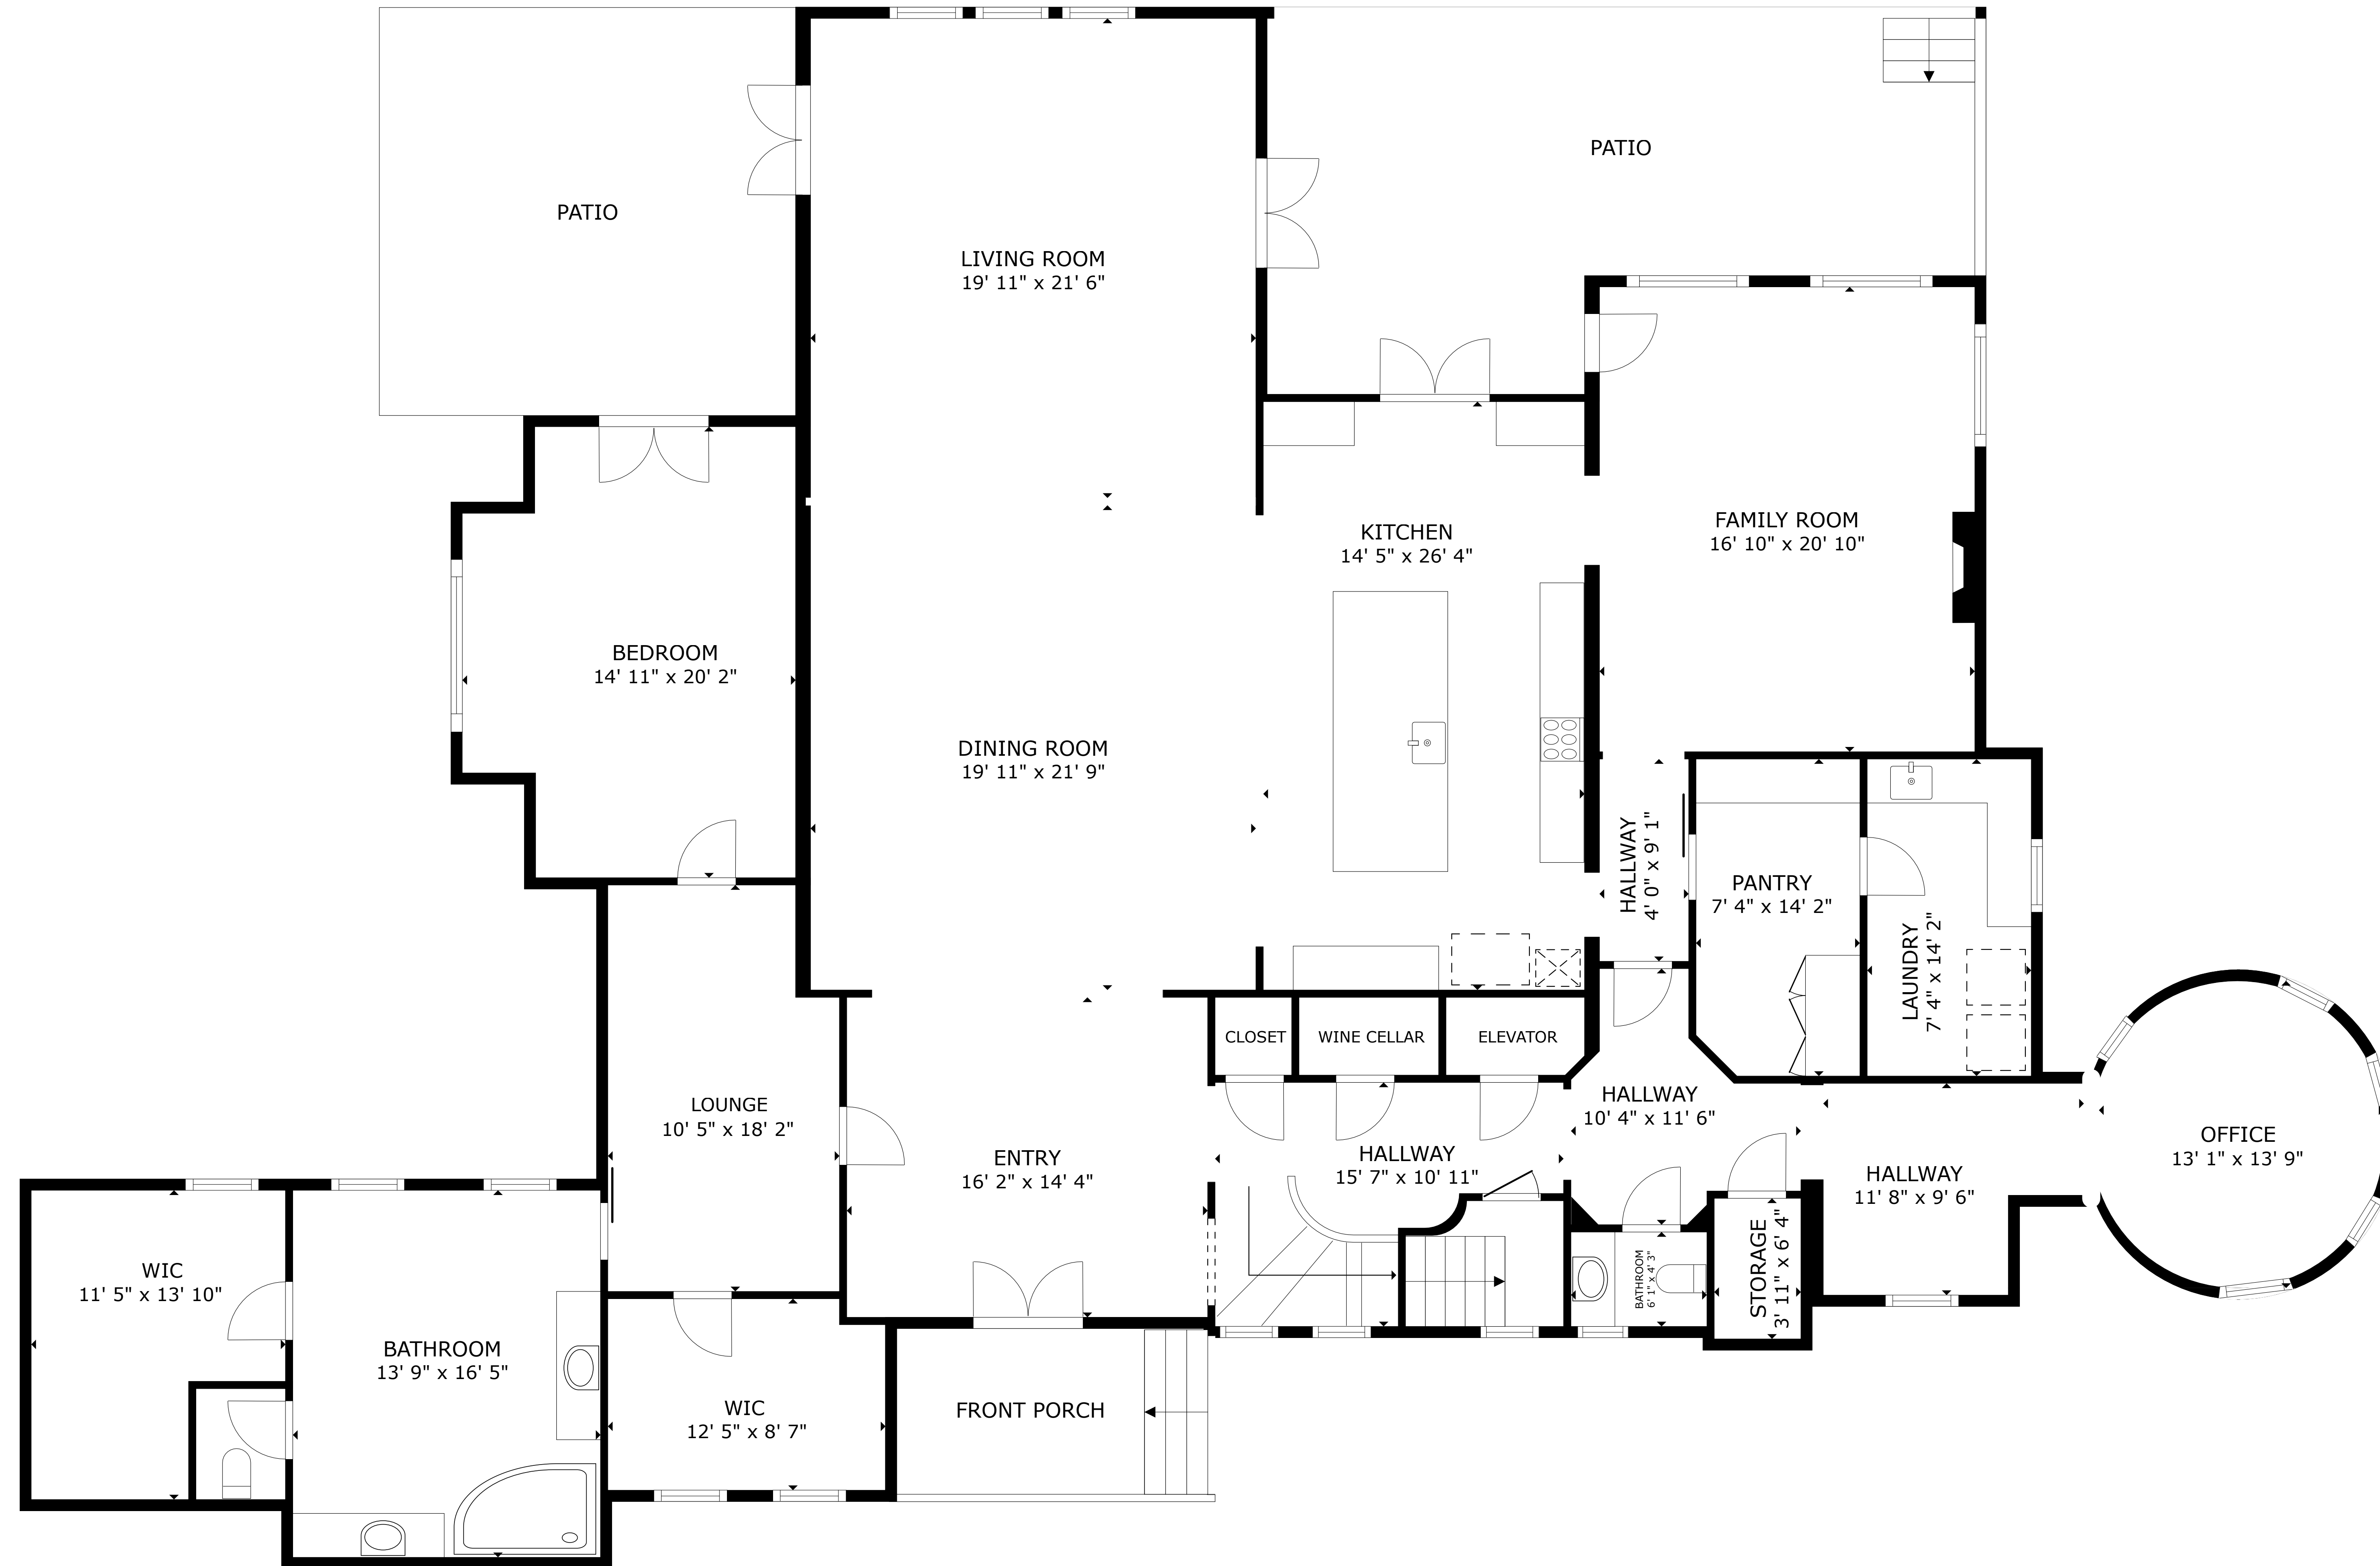 PATIO
PATIO
LIVING ROOM
19' 11" x 21' 6"
KITCHEN
14' 5" x 26' 4"
FAMILY ROOM
16' 10" x 20' 10"
BEDROOM
14' 11" x 20' 2"
DINING ROOM
19' 11" x 21' 9"
HALLWAY
4' 0" x 9' 1"
PANTRY
7' 4" x 14' 2"
LAUNDRY
7' 4" x 14' 2"
CLOSET
WINE CELLAR
ELEVATOR
LOUNGE
10' 5" x 18' 2"
HALLWAY
10' 4" x 11' 6"
ENTRY
16' 2" x 14' 4"
HALLWAY
15' 7" x 10' 11"
HALLWAY
11' 8" x 9' 6"
OFFICE
13' 1" x 13' 9"
WIC
11' 5" x 13' 10"
BATHROOM
6' 1" x 4' 3"
STORAGE
3' 11" x 6' 4"
BATHROOM
13' 9" x 16' 5"
WIC
12' 5" x 8' 7"
FRONT PORCH